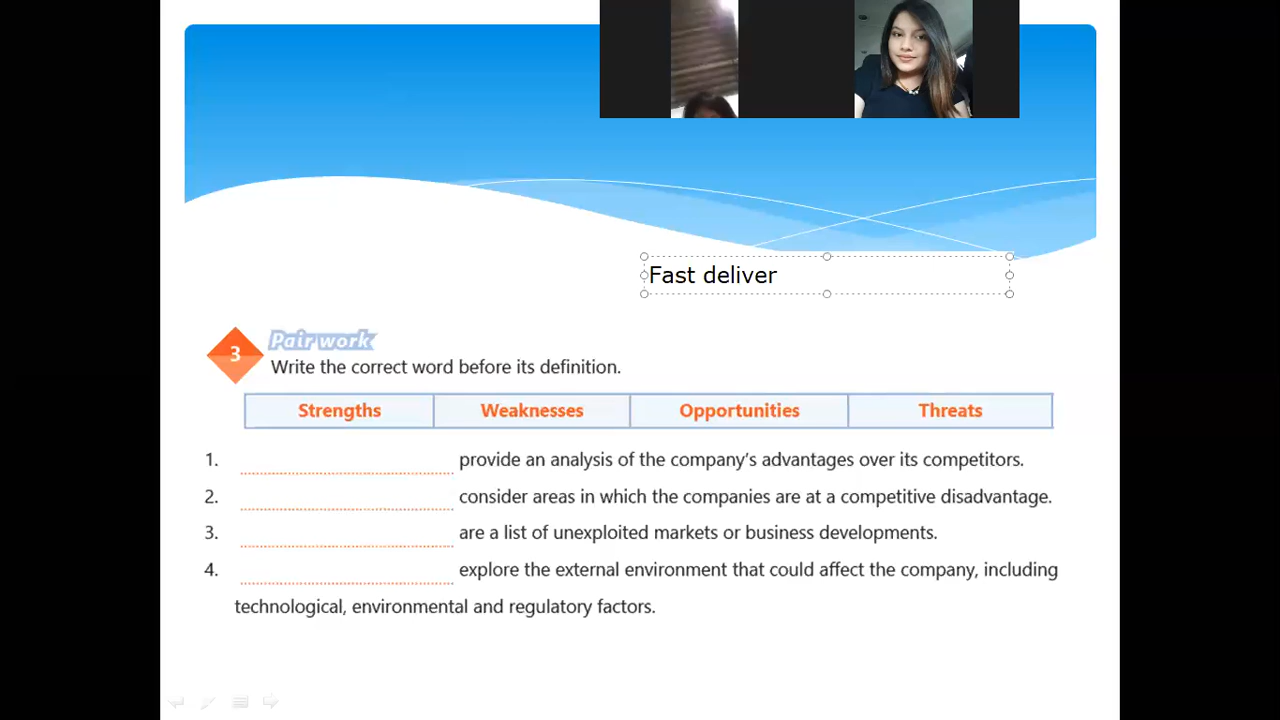 Fast deliver
Pair work
3
Write the correct word before its definition.
Strengths Weaknesses Opportunities Threats
1. ........................ provide an analysis of the company's advantages over its competitors.
2. ........................ consider areas in which the companies are at a competitive disadvantage.
3. ........................ are a list of unexploited markets or business developments.
4. ........................ explore the external environment that could affect the company, including
technological, environmental and regulatory factors.